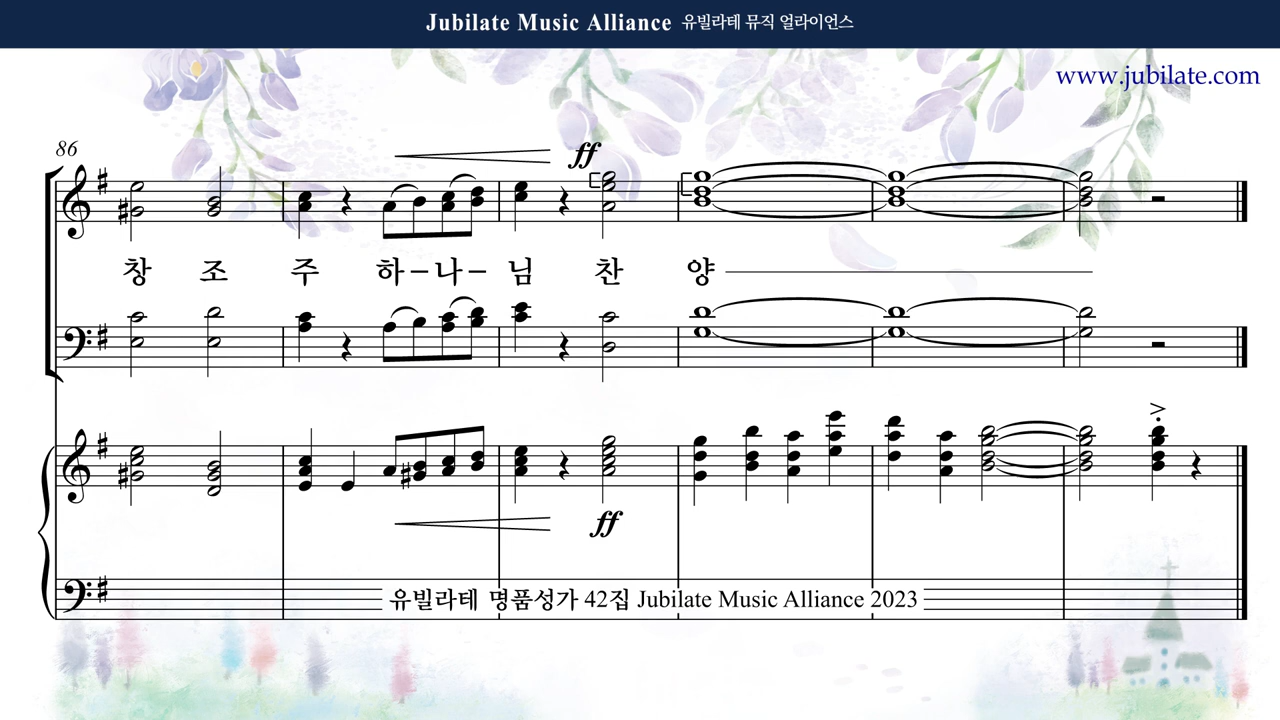 Jubilate Music Alliance 유빌라테 뮤직 얼라이언스
www.jubilate.com
86
ff
창 조 주 하-나-님 찬 양
ff
유빌라테 명품성가 42집 Jubilate Music Alliance 2023